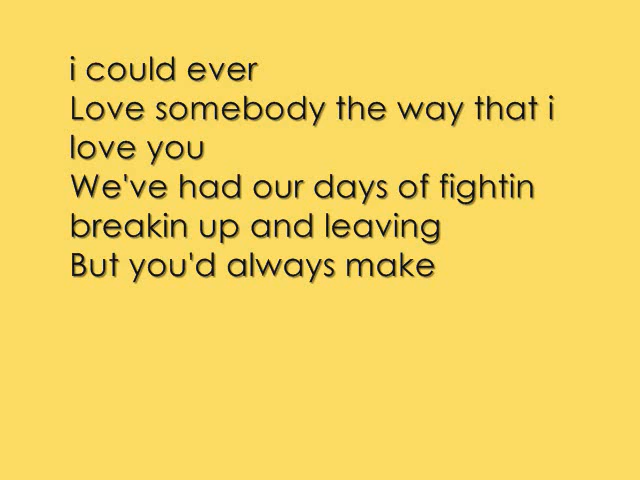 i could ever
Love somebody the way that i
love you
We've had our days of fightin
breakin up and leaving
But you'd always make